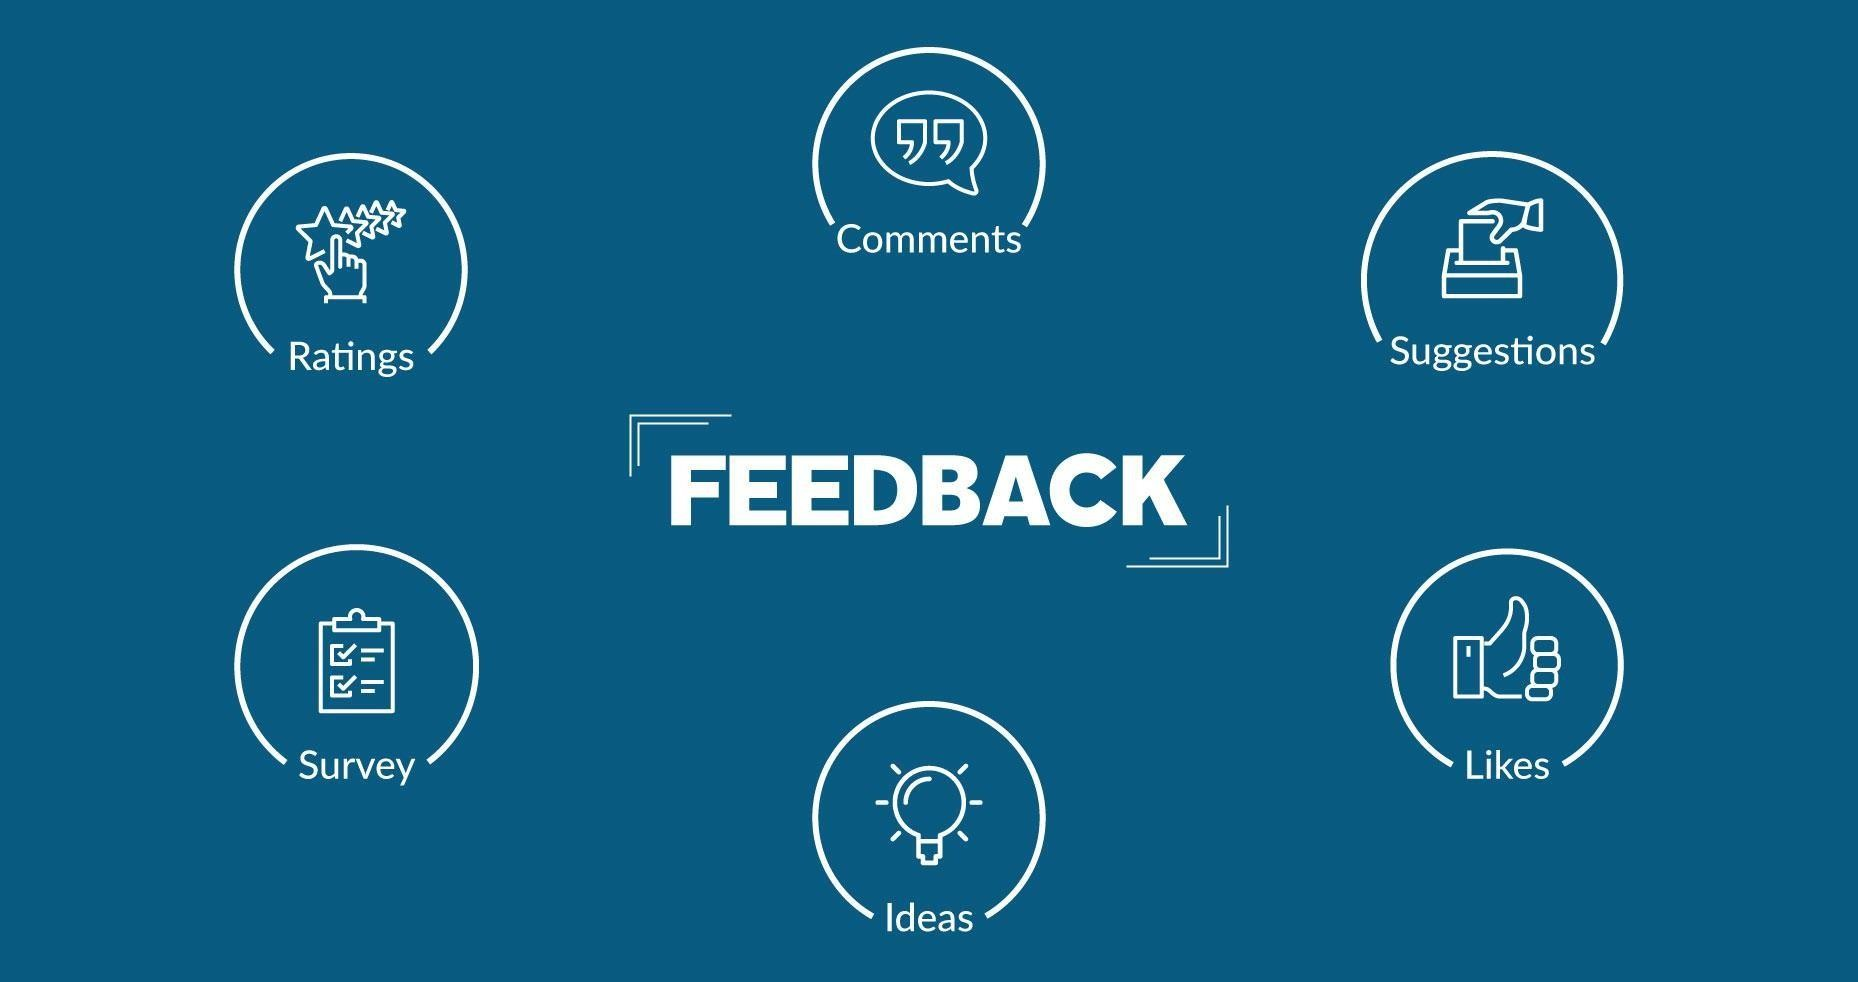 Comments
Ratings
Suggestions
FEEDBACK
Survey
Likes
Ideas